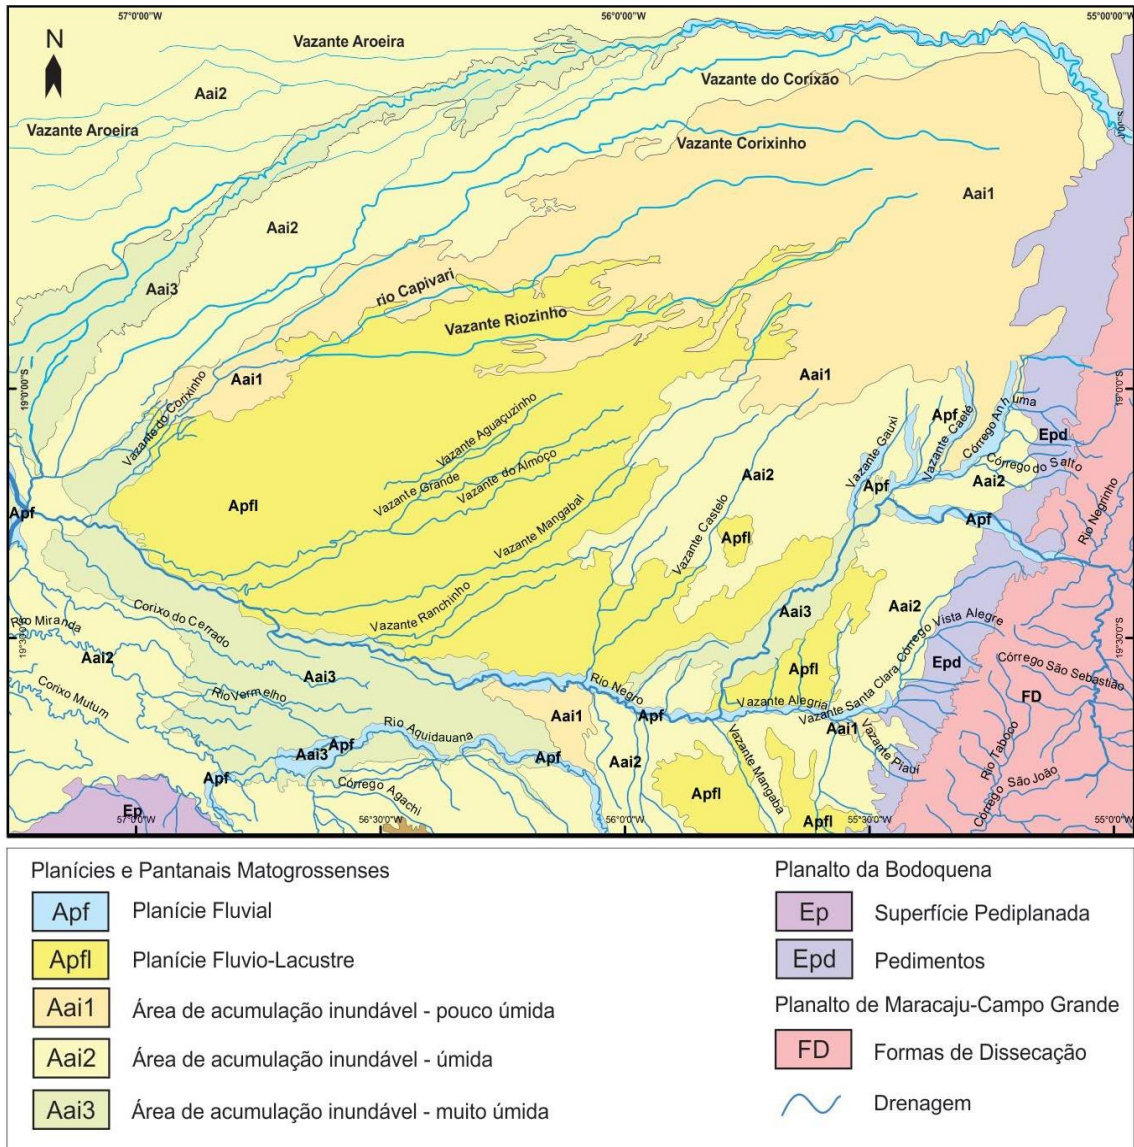 57°0'00"W
56°0'00"W
55°00'00"W
N
Vazante Aroeira
Aai2
Vazante do Corixão
Vazante Aroeira
Vazante Corixinho
Aai1
Aai2
Aai3
rio Capivari
Vazante Riozinho
19°0'0"S
Aai1
Aai1
19°0'0"S
Vazante do Corixinho
Vazante Aguaçuzinho
Vazante Gauxi
Apf
Vazante Caeté
Córrego Anhuma
Epd
Vazante do Almoço
Córrego do Salto
Vazante Grande
Aai2
Apf
Aai2
Apfl
Apf
Vazante Mangabal
Apf
Rio Negrinho
Vazante Castelo
Apfl
Vazante Ranchinho
Corixo do Cerrado
Aai3
Aai2
Córrego Vista Alegre
Rio Miranda
19°30'0"S
Aai2
Córrego São Sebastião
Epd
Apfl
Aai3
Rio Vermelho
Rio Negro
Corixo Mutum
Vazante Alegria
Vazante Santa Clara
FD
Aai1
Apf
Aai1
Rio Aquidauana
Apf
Aai3
Apf
Aai2
Vazante Mangaba
Vazante Piauí
Rio Taboco
Apf
Córrego Agachi
Córrego São João
Apfl
Ep
Apfl
57°0'0"W
56°30'0"W
56°0'0"W
55°30'0"W
55°0'0"W
Planícies e Pantanais Matogrossenses
Apf Planície Fluvial
Apfl Planície Fluvio-Lacustre
Aai1 Área de acumulação inundável - pouco úmida
Aai2 Área de acumulação inundável - úmida
Aai3 Área de acumulação inundável - muito úmida
Planalto da Bodoquena
Ep Superfície Pediplanada
Epd Pedimentos
Planalto de Maracaju-Campo Grande
FD Formas de Dissecação
Drenagem